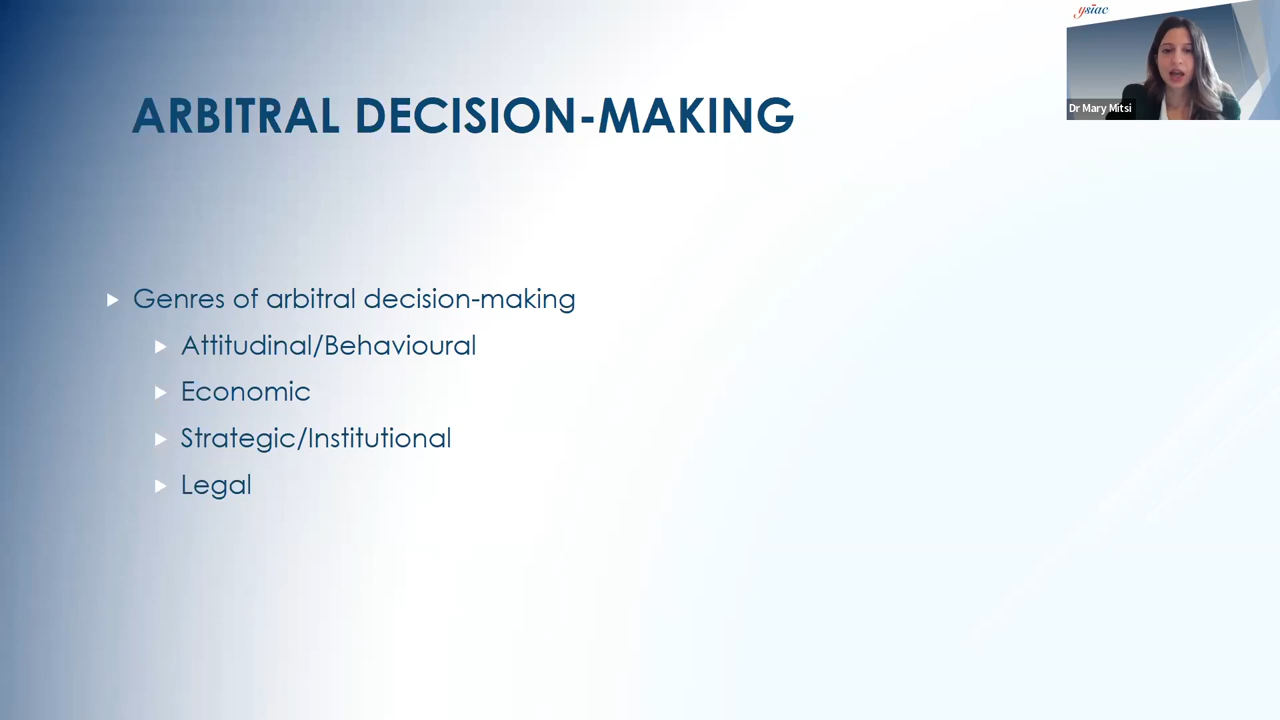 ysiac
ARBITRAL DECISION-MAKING
Dr Mary Mitsi
Genres of arbitral decision-making
Attitudinal/Behavioural
Economic
Strategic/Institutional
Legal